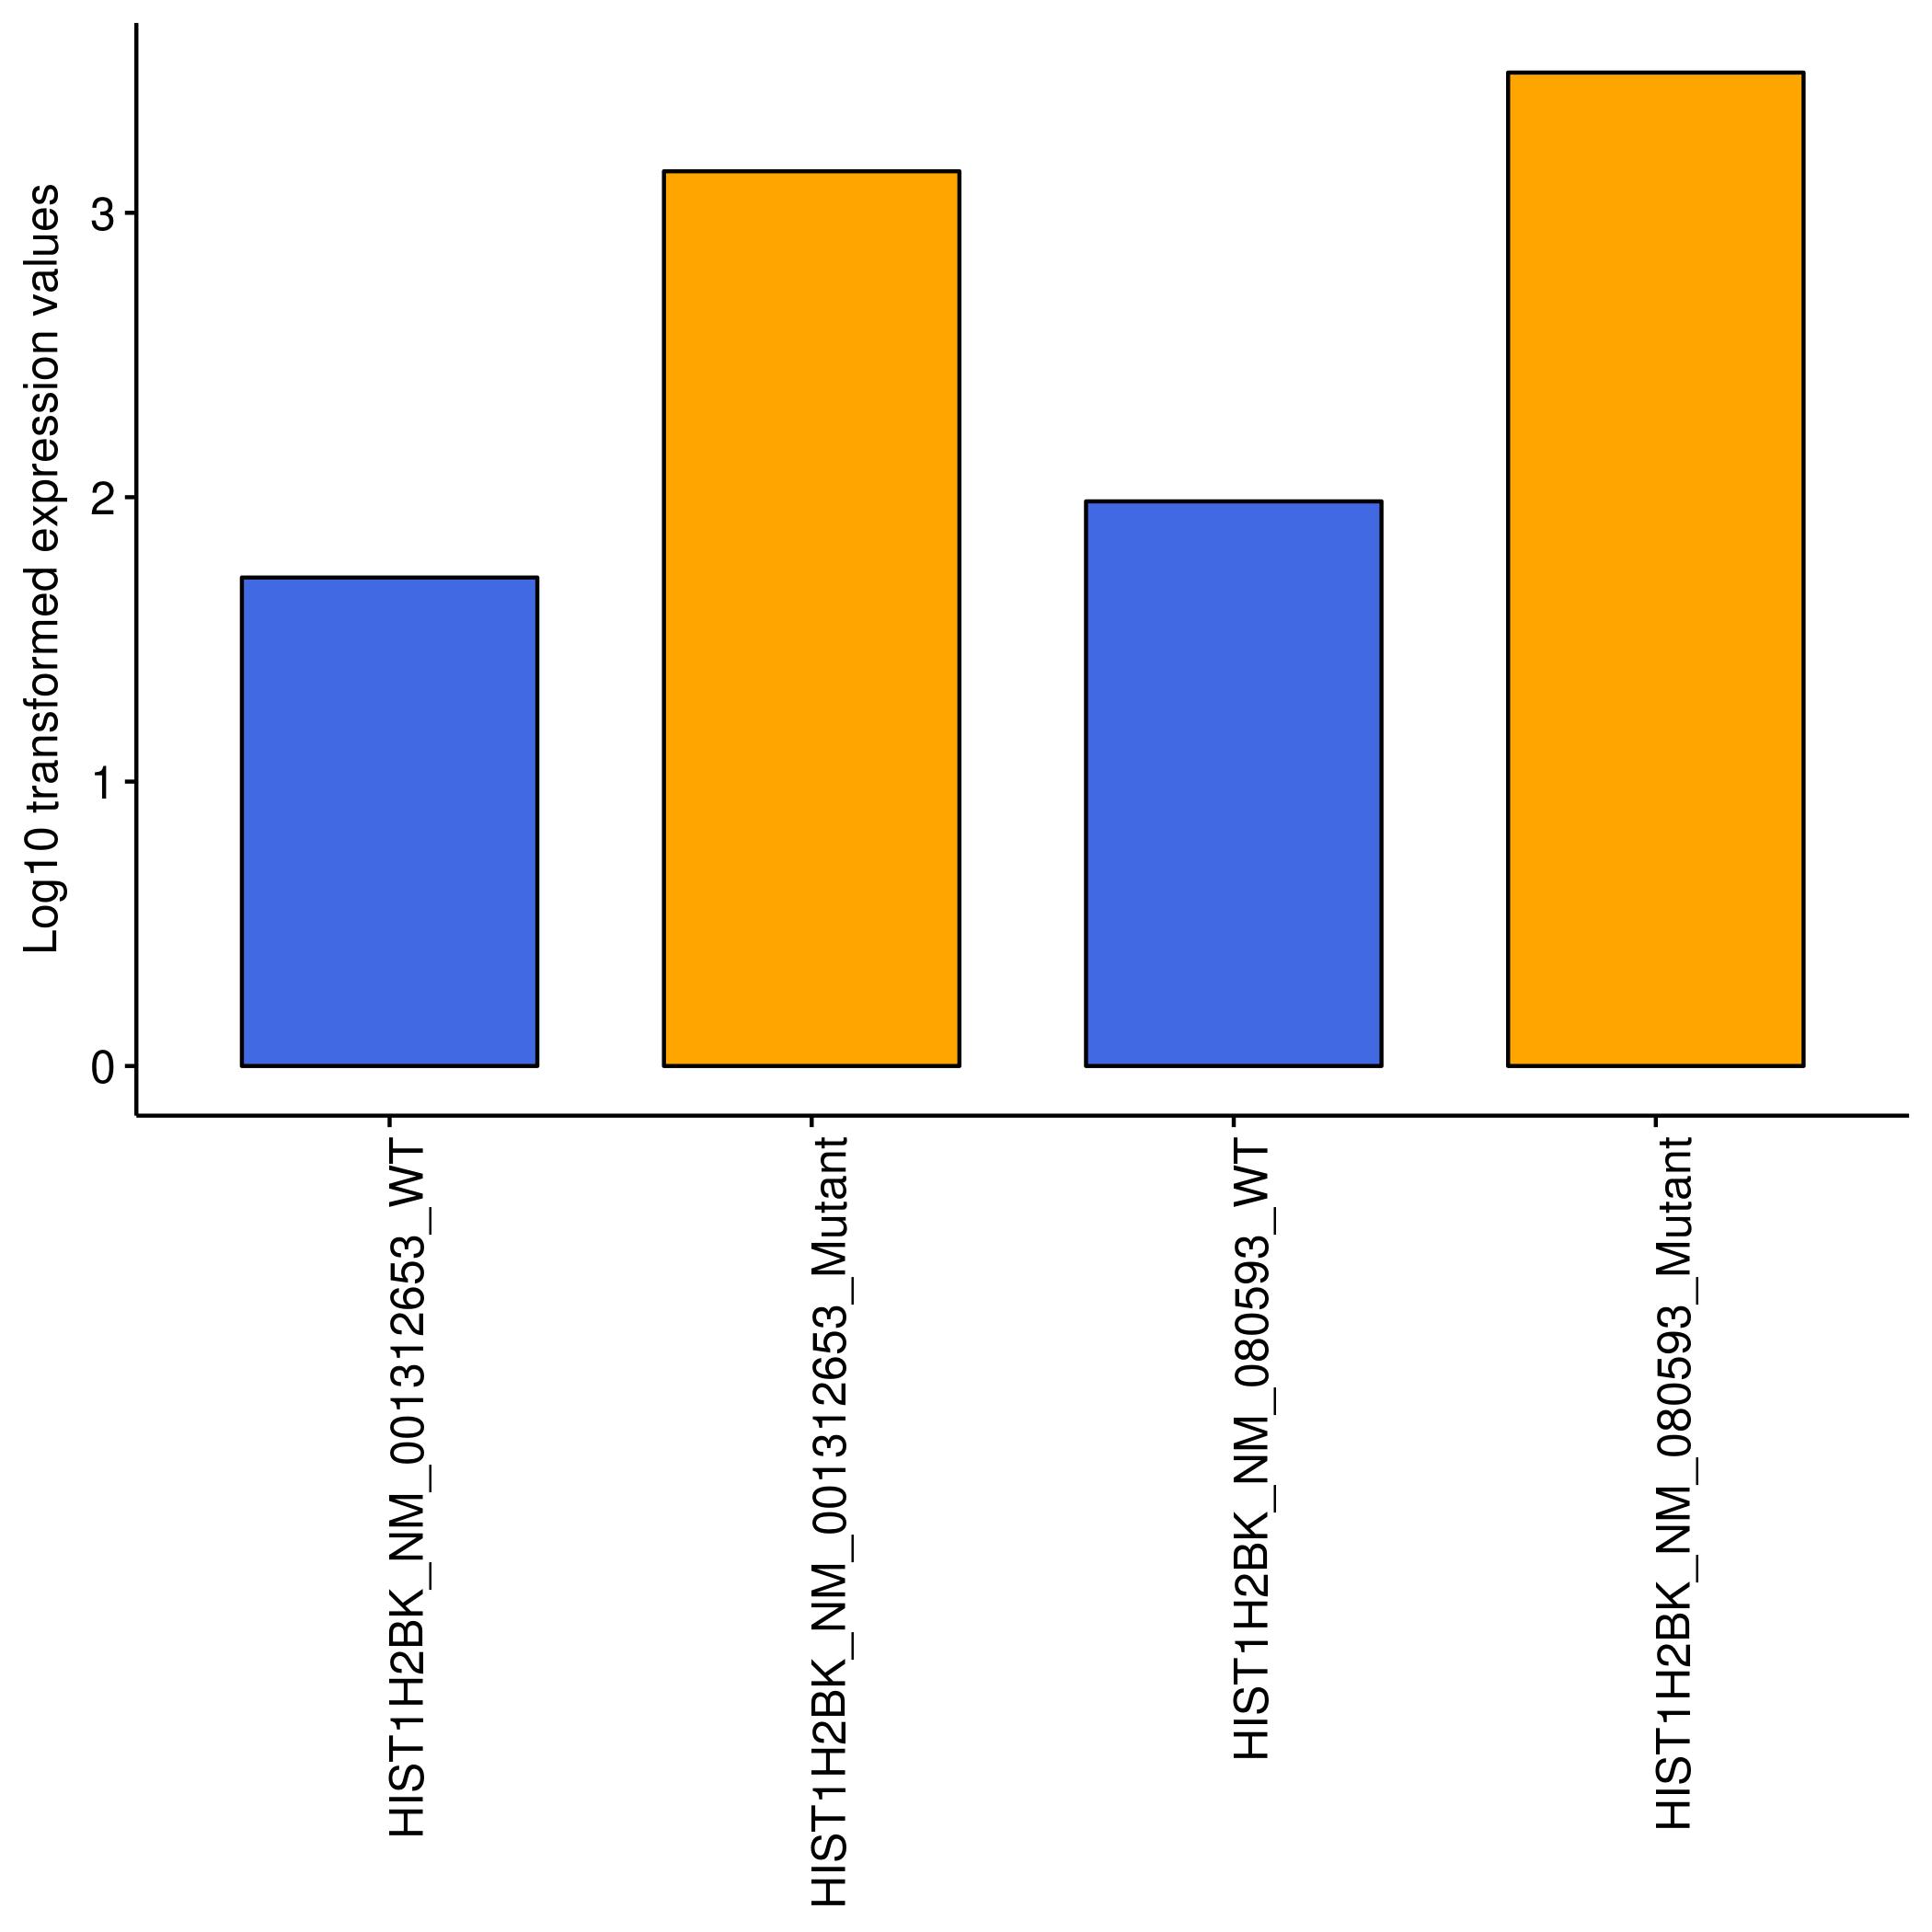 Log10 transformed expression values
3
2
1
0
HIST1H2BK_NM_001312653_WT
HIST1H2BK_NM_001312653_Mutant
HIST1H2BK_NM_080593_WT
HIST1H2BK_NM_080593_Mutant